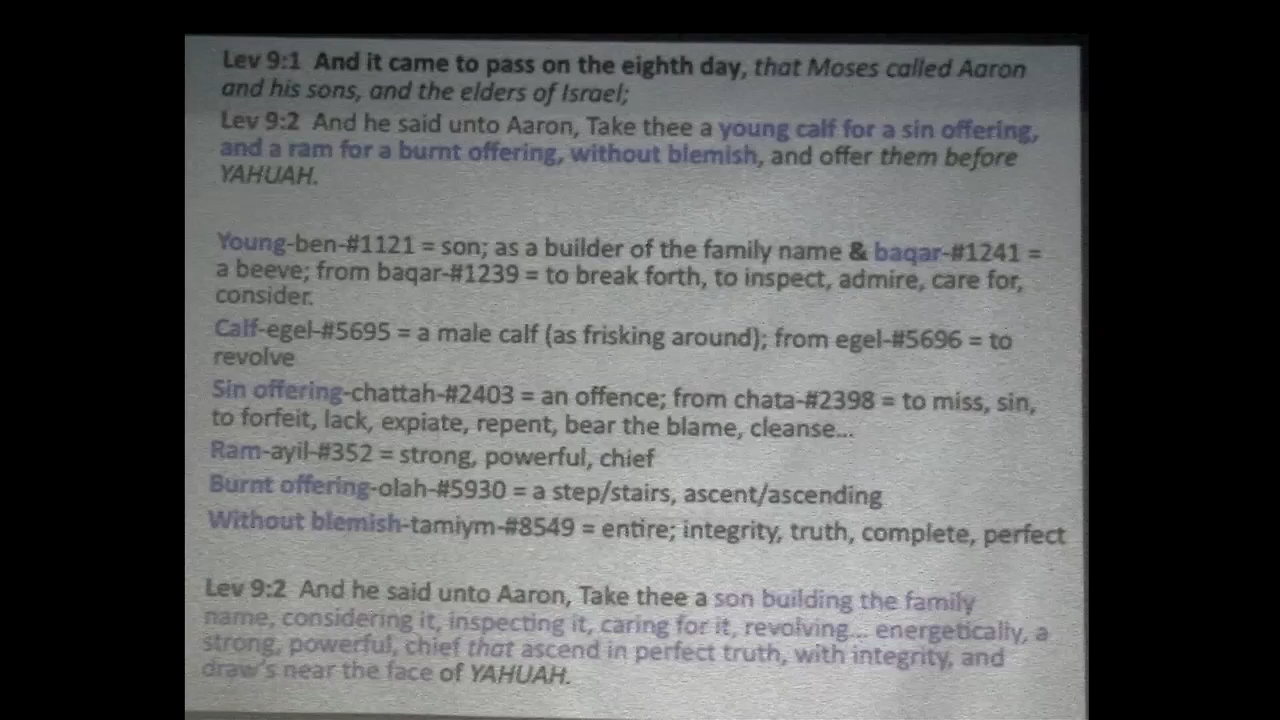 Lev 9:1 And it came to pass on the eighth day, that Moses called Aaron
and his sons, and the elders of Israel;
Lev 9:2 And he said unto Aaron, Take thee a young calf for a sin offering,
and a ram for a burnt offering, without blemish, and offer them before
YAHUAH.
Young-ben-#1121 = son; as a builder of the family name & baqar-#1241 =
a beeve; from baqar-#1239 = to break forth, to inspect, admire, care for,
consider.
Calf-egel-#5695 = a male calf (as frisking around); from egel-#5696 = to
revolve
Sin offering-chattah-#2403 = an offence; from chata-#2398 = to miss, sin,
to forfeit, lack, expiate, repent, bear the blame, cleanse...
Ram-ayil-#352 = strong, powerful, chief
Burnt offering-olah-#5930 = a step/stairs, ascent/ascending
Without blemish-tamiym-#8549 = entire; integrity, truth, complete, perfect
Lev 9:2 And he said unto Aaron, Take thee a son building the family
name, considering it, inspecting it, caring for it, revolving... energetically, a
strong, powerful, chief that ascend in perfect truth, with integrity, and
draw's near the face of YAHUAH.